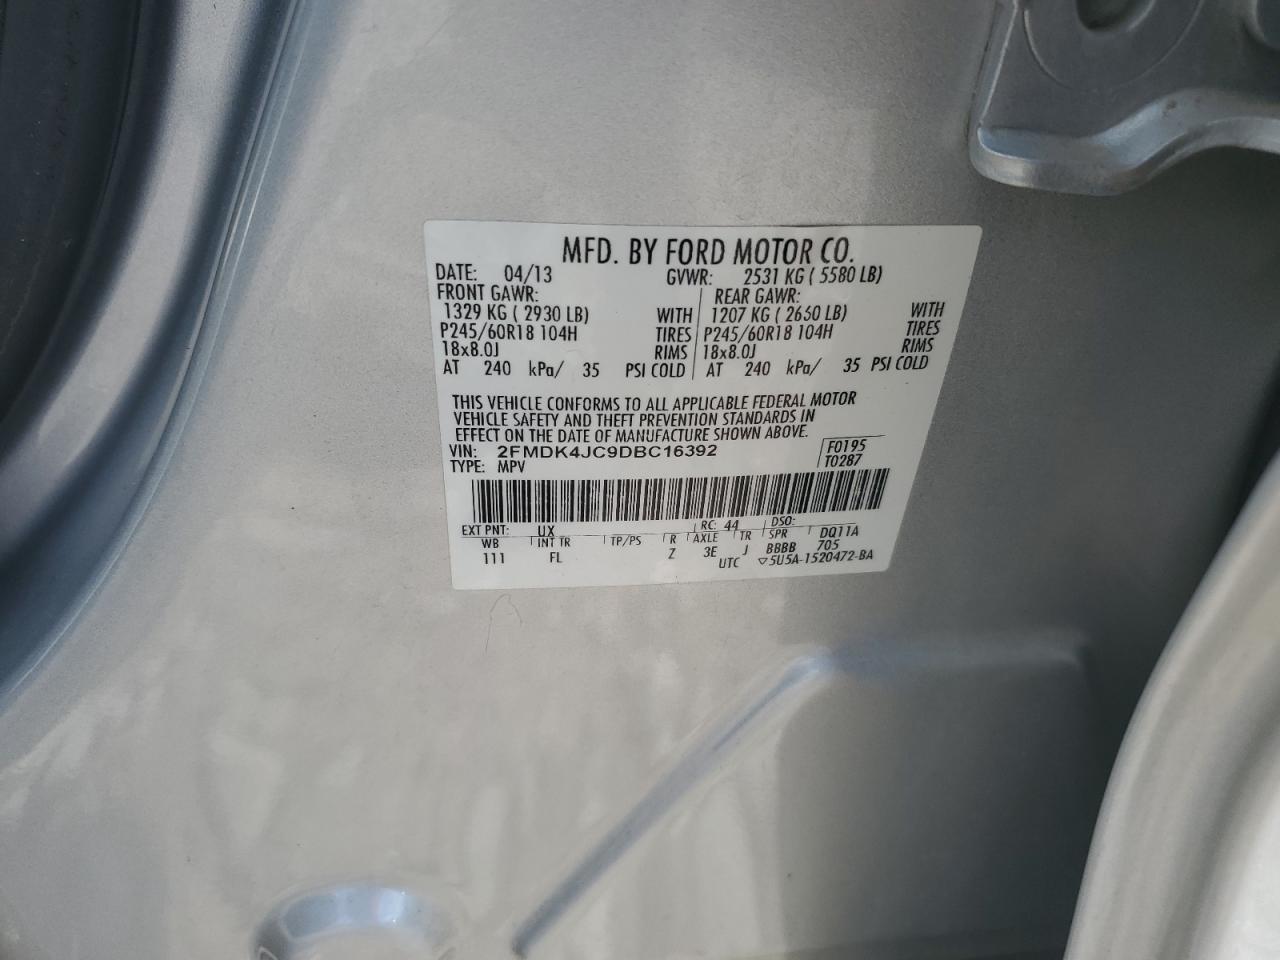 MFD. BY FORD MOTOR CO.
DATE: 04/13 GVWR: 2531 KG ( 5580 LB)
FRONT GAWR: REAR GAWR:
1329 KG ( 2930 LB) WITH 1207 KG ( 2660 LB) WITH
P245/60R18 104H TIRES P245/60R18 104H TIRES
18x8.0J RIMS 18x8.0J RIMS
AT 240 kPa/ 35 PSI COLD AT 240 kPa/ 35 PSI COLD
THIS VEHICLE CONFORMS TO ALL APPLICABLE FEDERAL MOTOR
VEHICLE SAFETY AND THEFT PREVENTION STANDARDS IN
EFFECT ON THE DATE OF MANUFACTURE SHOWN ABOVE.
VIN: 2FMDK4JC9DBC16392 F0195
TYPE: MPV T0287
EXT PNT: UX RC: 44 DSO:
WB INT TR TP/PS R AXLE TR SPR DQ11A
111 FL Z 3E J BBBB 705
UTC ▽5U5A-1520472-BA